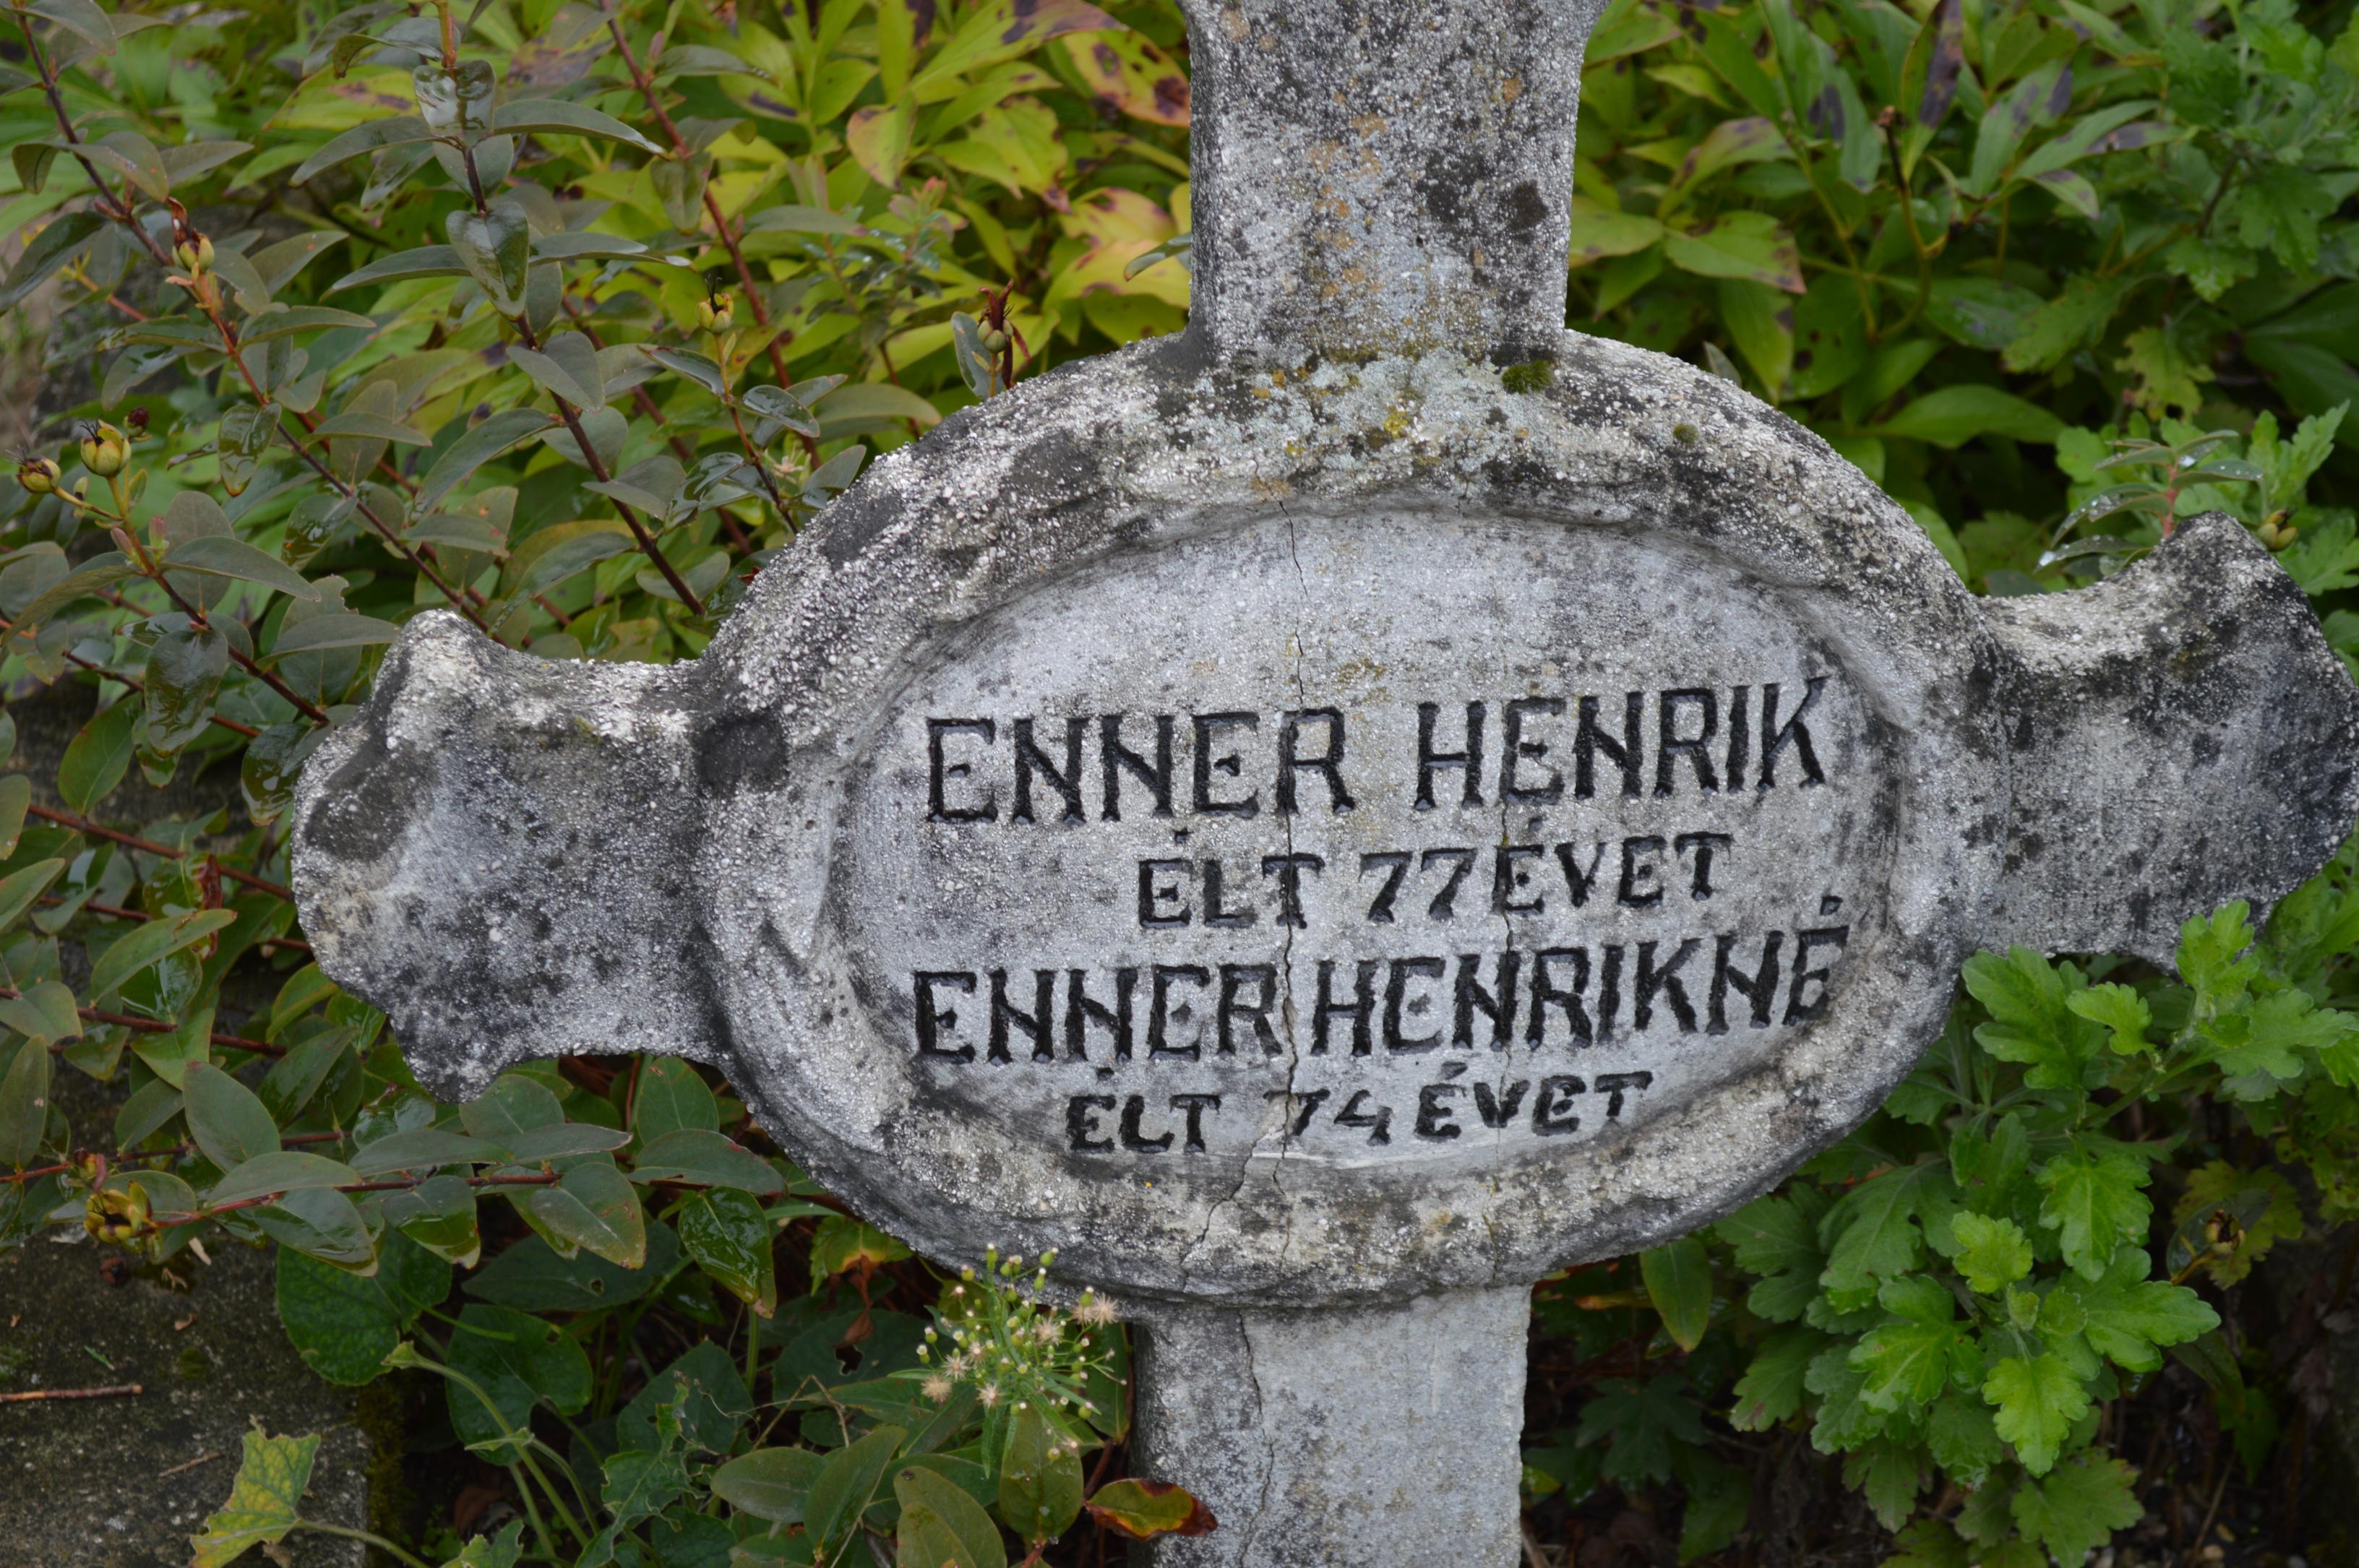 ENNER HENRIK
ÉLT 77 ÉVET
ENNER HENRIKNÉ
ÉLT 74 ÉVET